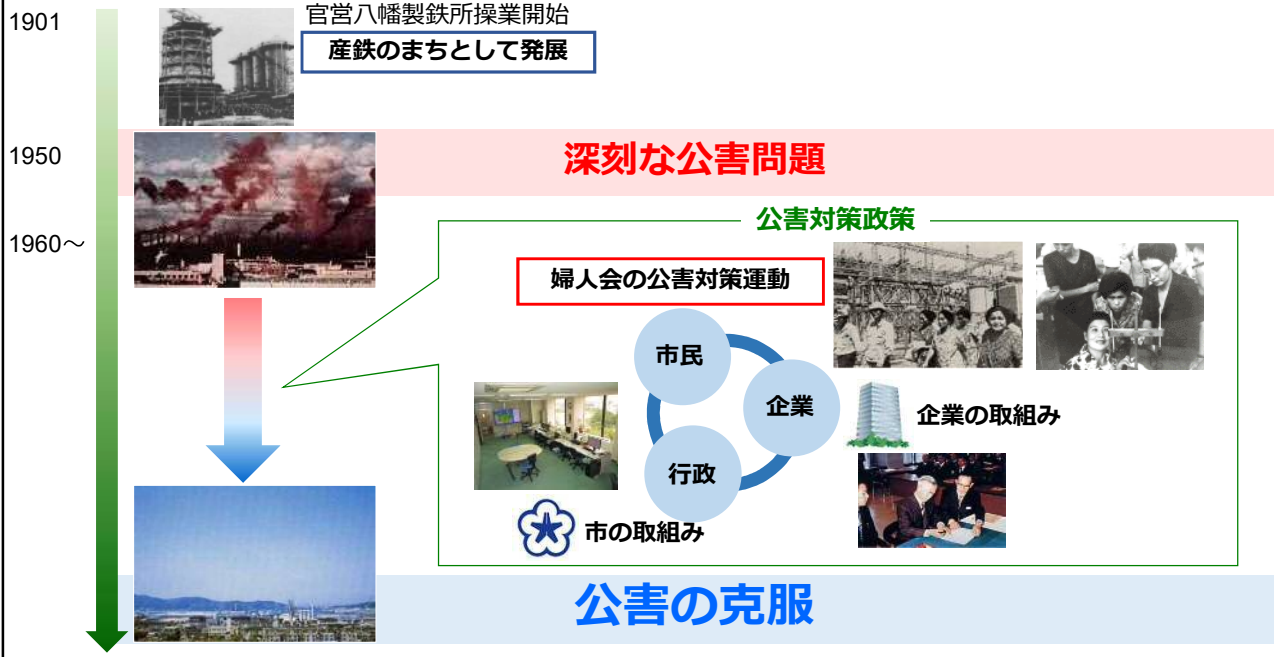 1901
官営八幡製鉄所操業開始
産鉄のまちとして発展
1950
深刻な公害問題
1960～
公害対策政策
婦人会の公害対策運動
市民
企業
行政
企業の取組み
市の取組み
公害の克服